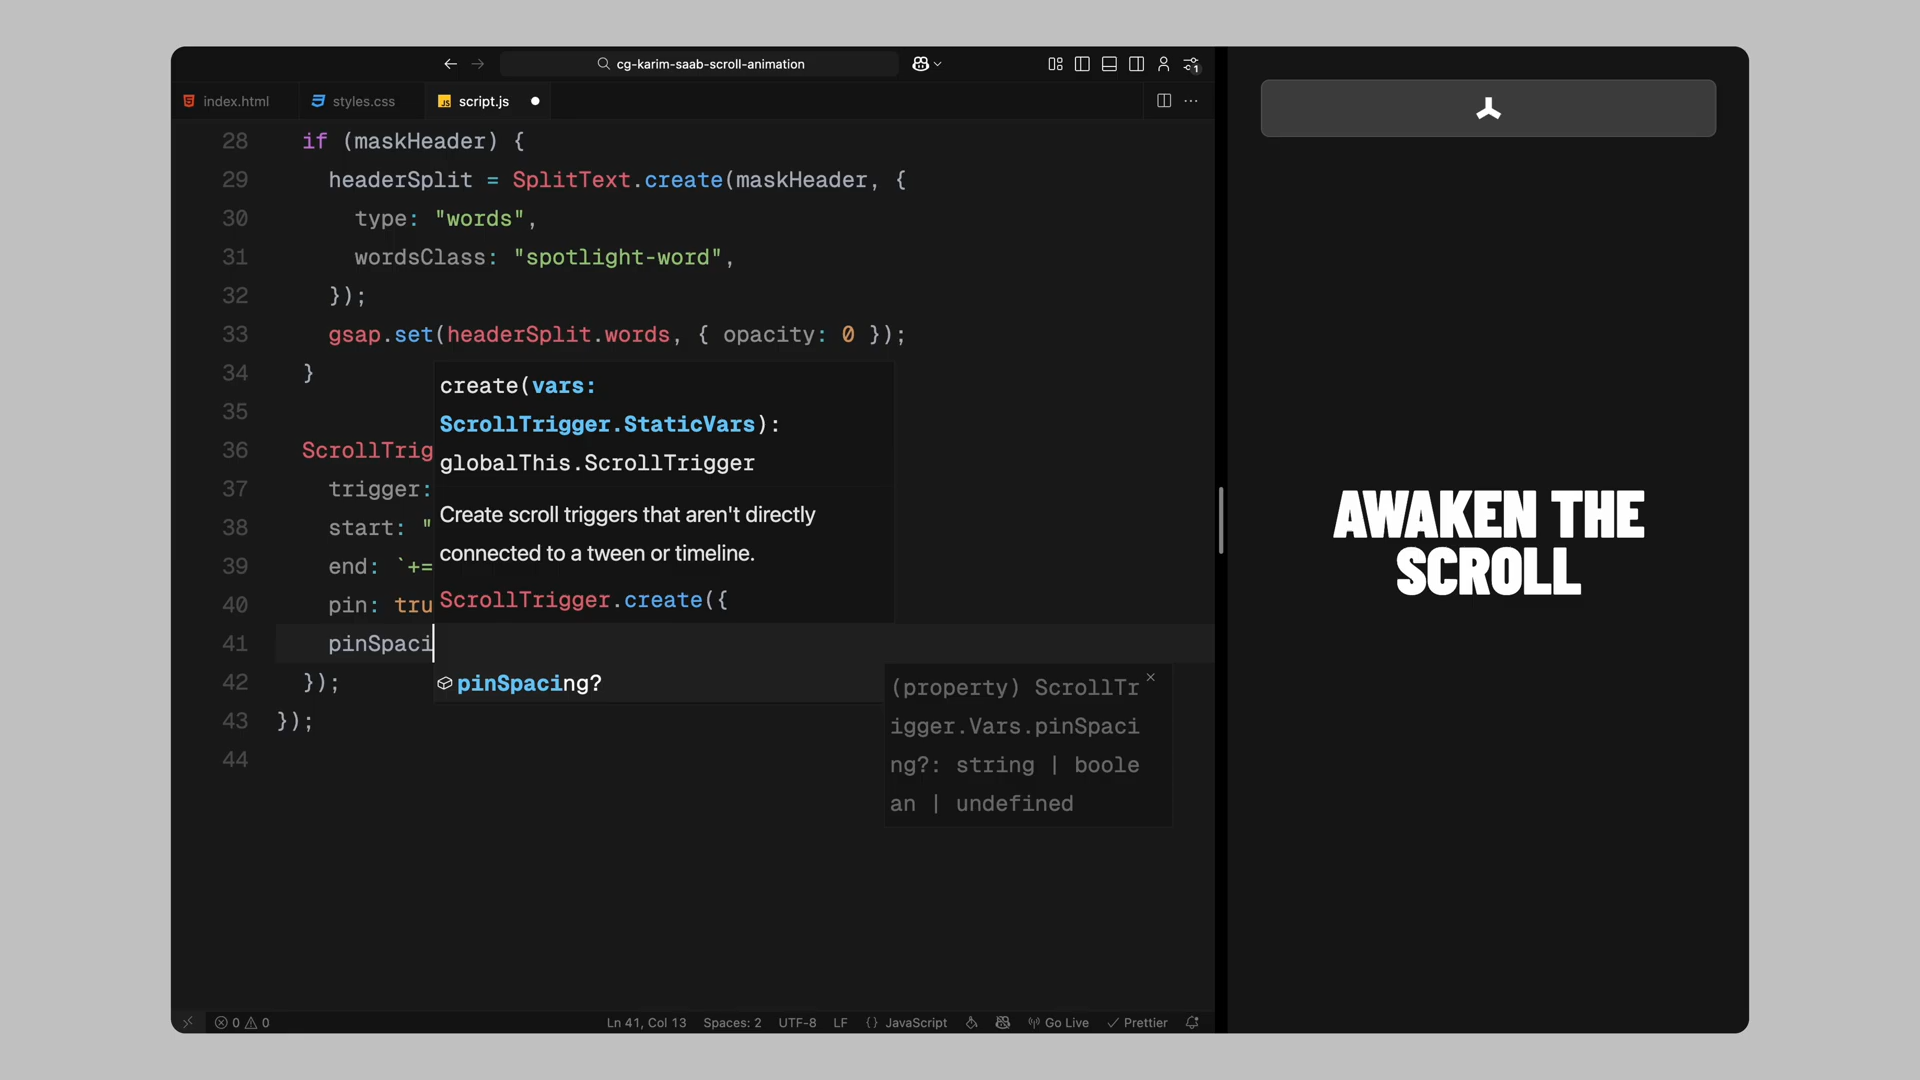 cg-karim-saab-scroll-animation
index.html
styles.css
JS script.js
28 if (maskHeader) {
29 headerSplit = SplitText.create(maskHeader, {
30 type: "words",
31 wordsClass: "spotlight-word",
32 });
33 gsap.set(headerSplit.words, { opacity: 0 });
34 }
35
36 ScrollTrig
37 trigger:
38 start: "
39 end: `+=
40 pin: tru
41 pinSpaci
42 });
43 });
44
create(vars:
ScrollTrigger.StaticVars):
globalThis.ScrollTrigger
Create scroll triggers that aren't directly
connected to a tween or timeline.
ScrollTrigger.create({
pinSpacing?
(property) ScrollTr
igger.Vars.pinSpaci
ng?: string | boole
an | undefined
0 0
Ln 41, Col 13
Spaces: 2
UTF-8
LF
{} JavaScript
Go Live
Prettier
AWAKEN THE
SCROLL